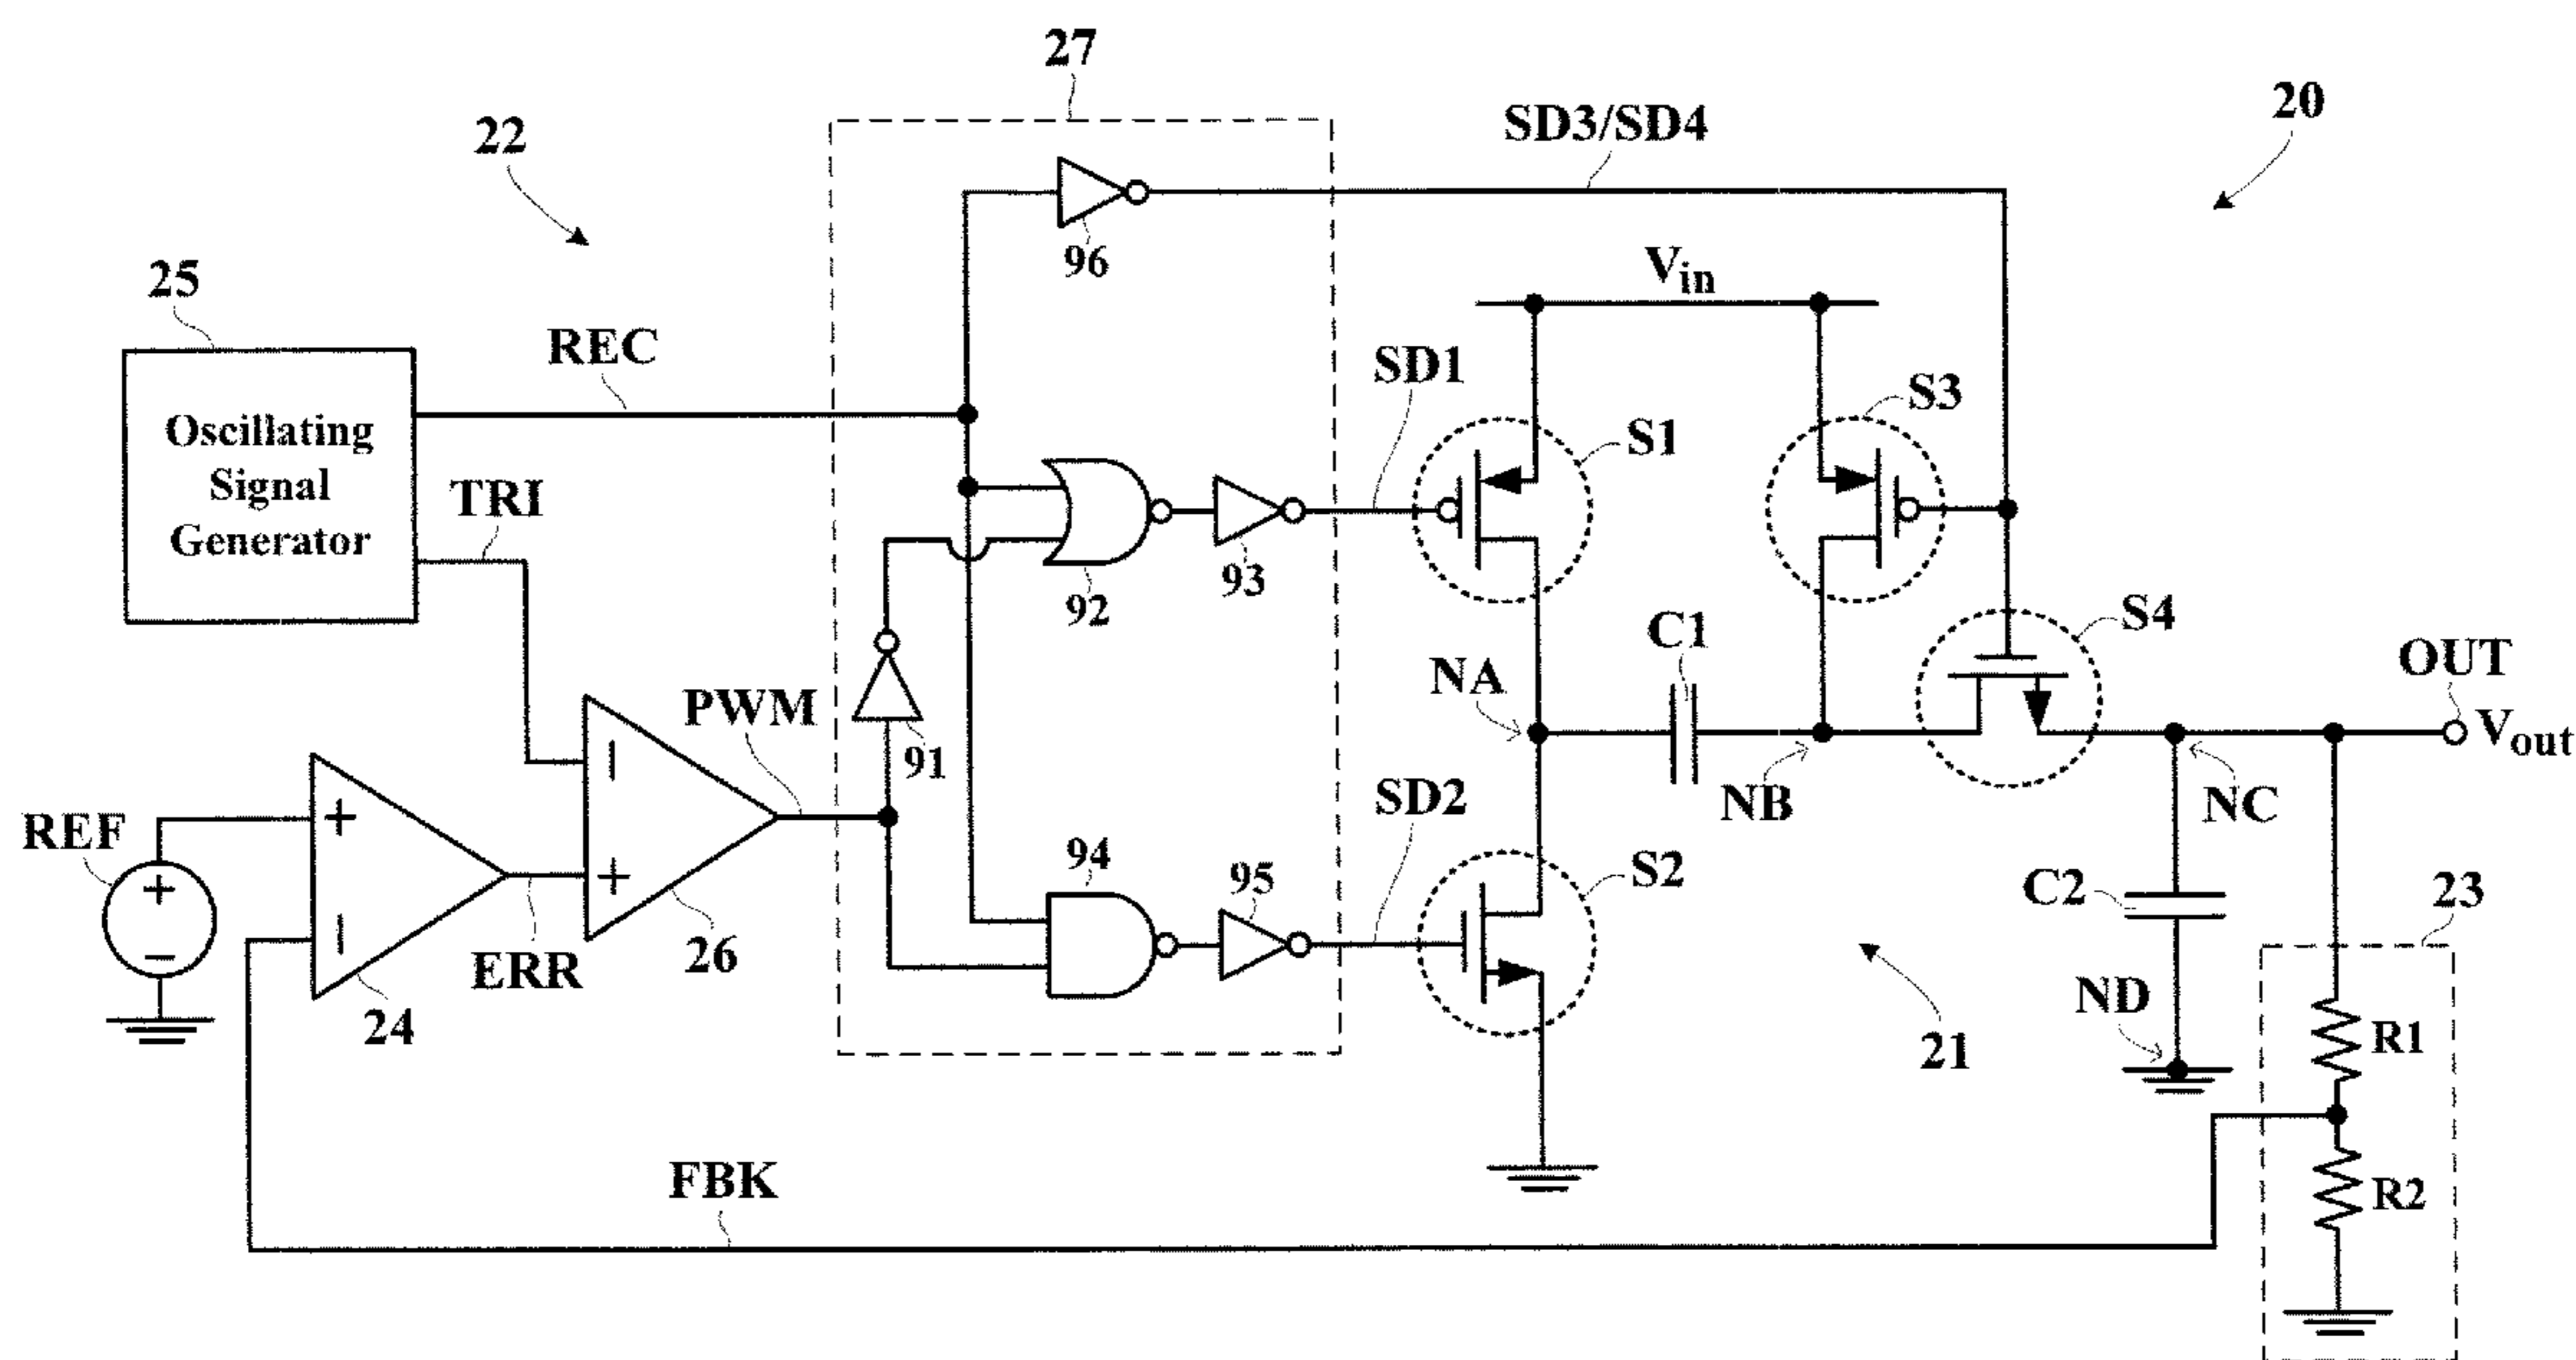 27
20
22
SD3/SD4
96
V_in
25
REC
SD1
S3
S1
Oscillating
Signal
Generator
TRI
92
93
S4
C1
OUT
NA
V_out
PWM
91
NB
NC
SD2
REF
+
-
+
-
-
+
94
95
S2
C2
23
ERR
26
24
ND
21
R1
FBK
R2